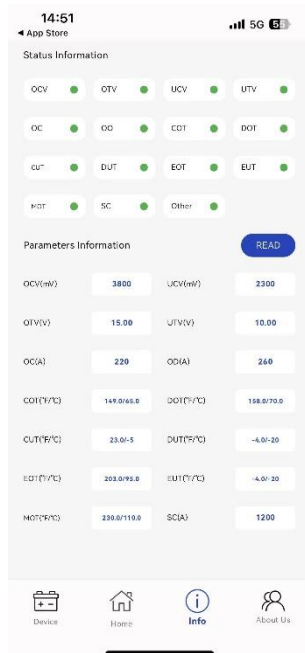 14:51
5G 55
◀ App Store
Status Information
OCV OTV UCV UTV
OC OD COT DOT
CUT DUT EOT EUT
MOT SC Other
Parameters Information READ
OCV(mV) 3800 UCV(mV) 2300
OTV(V) 15.00 UTV(V) 10.00
OC(A) 220 OD(A) 260
COT(°F/°C) 149.0/65.0 DOT(°F/°C) 158.0/70.0
CUT(°F/°C) 23.0/-5 DUT(°F/°C) -4.0/-20
EOT(°F/°C) 203.0/95.0 EUT(°F/°C) -4.0/-20
MOT(°F/°C) 230.0/110.0 SC(A) 1200
Device Home Info About Us